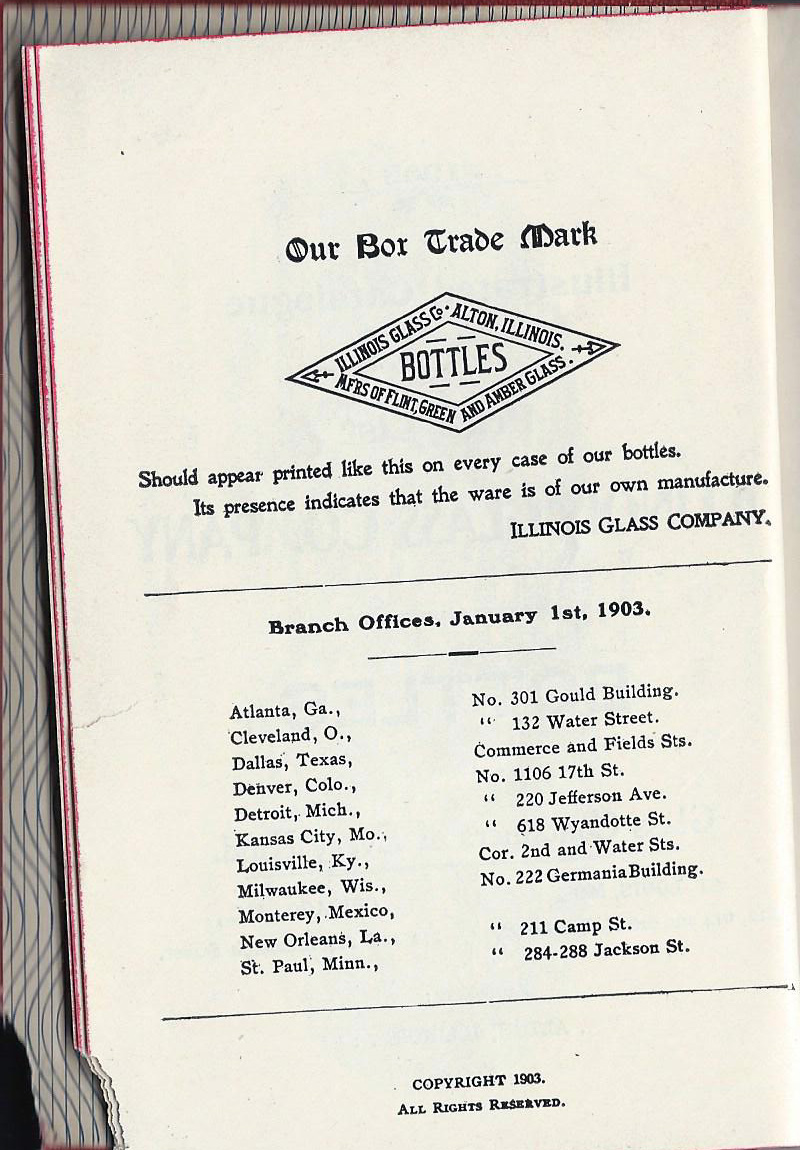 Our Box Trade Mark
ILLINOIS GLASS Co. ALTON, ILLINOIS.
BOTTLES
M'F'RS OF FLINT, GREEN AND AMBER GLASS.
Should appear printed like this on every case of our bottles.
Its presence indicates that the ware is of our own manufacture.
ILLINOIS GLASS COMPANY.
Branch Offices, January 1st, 1903.
Atlanta, Ga., No. 301 Gould Building.
Cleveland, O., “ 132 Water Street.
Dallas, Texas, Commerce and Fields Sts.
Denver, Colo., No. 1106 17th St.
Detroit, Mich., “ 220 Jefferson Ave.
Kansas City, Mo., “ 618 Wyandotte St.
Louisville, Ky., Cor. 2nd and Water Sts.
Milwaukee, Wis., No. 222 Germania Building.
Monterey, Mexico,
New Orleans, La., “ 211 Camp St.
St. Paul, Minn., “ 284-288 Jackson St.
COPYRIGHT 1903.
ALL RIGHTS RESERVED.